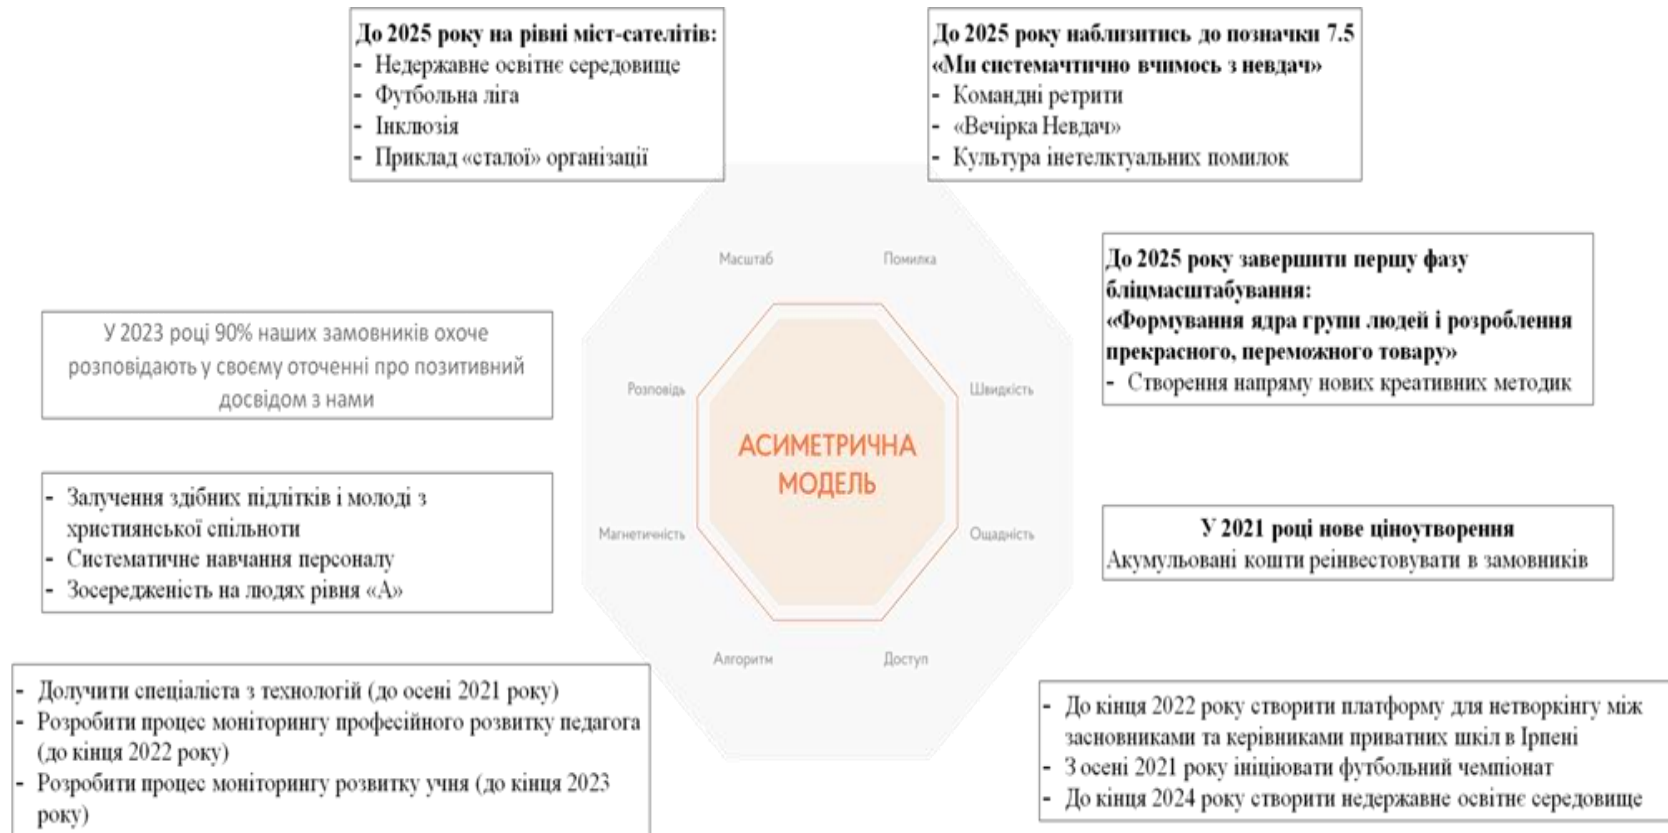 До 2025 року на рівні міст-сателітів:
- Недержавне освітнє середовище
- Футбольна ліга
- Інклюзія
- Приклад «сталої» організації
До 2025 року наблизитись до позначки 7.5
«Ми системачтично вчимось з невдач»
- Командні ретрити
- «Вечірка Невдач»
- Культура інетелктуальних помилок
Масштаб
Помилка
До 2025 року завершити першу фазу
бліцмасштабування:
«Формування ядра групи людей і розроблення
прекрасного, переможного товару»
- Створення напряму нових креативних методик
У 2023 році 90% наших замовників охоче
розповідають у своєму оточенні про позитивний
досвідом з нами
Розповідь
Швидкість
АСИМЕТРИЧНА
МОДЕЛЬ
- Залучення здібних підлітків і молоді з
християнської спільноти
- Систематичне навчання персоналу
- Зосередженість на людях рівня «А»
Магнетичність
Ощадність
У 2021 році нове ціноутворення
Акумульовані кошти реінвестовувати в замовників
Алгоритм
Доступ
- Долучити спеціаліста з технологій (до осені 2021 року)
- Розробити процес моніторингу професійного розвитку педагога
(до кінця 2022 року)
- Розробити процес моніторингу розвитку учня (до кінця 2023
року)
- До кінця 2022 року створити платформу для нетворкінгу між
засновниками та керівниками приватних шкіл в Ірпені
- З осені 2021 року ініціювати футбольний чемпіонат
- До кінця 2024 року створити недержавне освітнє середовище